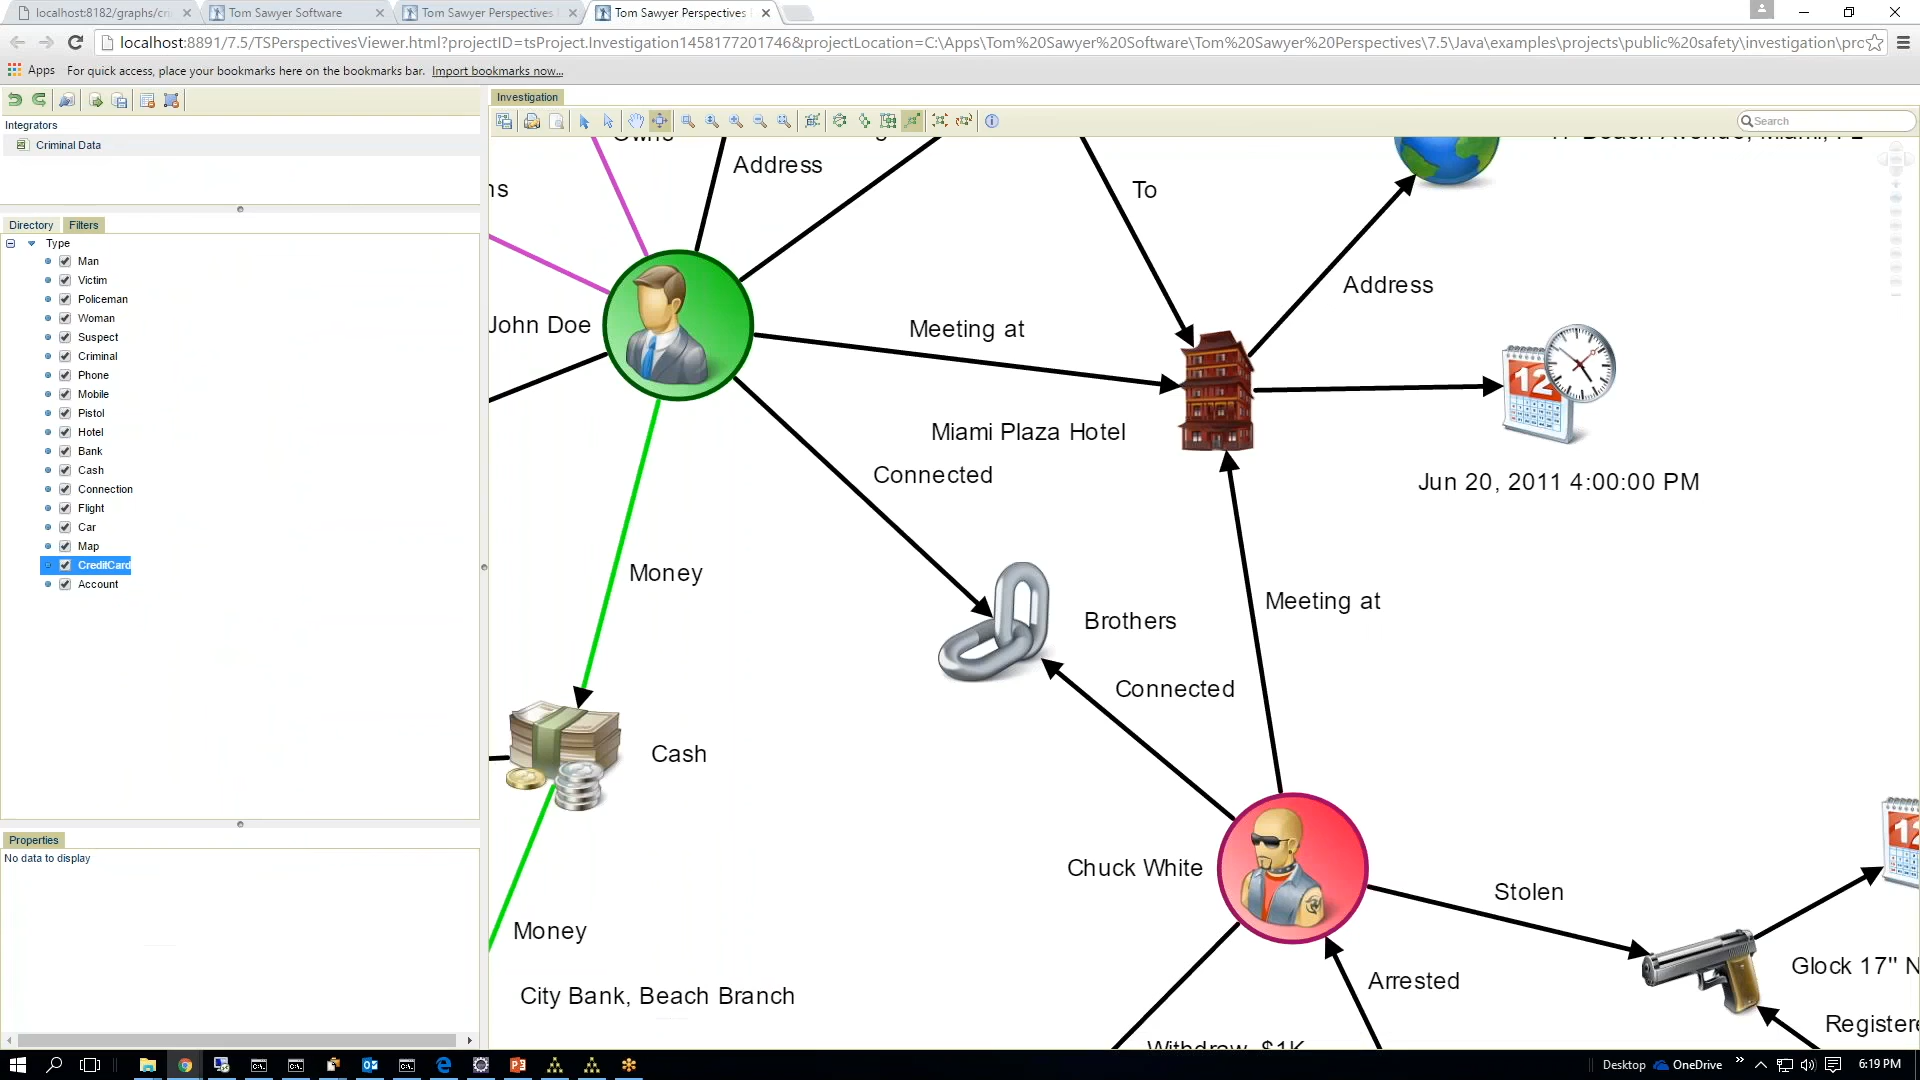 localhost:8182/graphs/cri
Tom Sawyer Software
Tom Sawyer Perspectives
Tom Sawyer Perspectives
localhost:8891/7.5/TSPerspectivesViewer.html?projectID=tsProject.Investigation1458177201746&projectLocation=C:\Apps\Tom%20Sawyer%20Software\Tom%20Sawyer%20Perspectives\7.5\Java\examples\projects\public%20safety\investigation\pro
Apps For quick access, place your bookmarks here on the bookmarks bar. Import bookmarks now...
Integrators
Criminal Data
Directory Filters
Type
Man
Victim
Policeman
Woman
Suspect
Criminal
Phone
Mobile
Pistol
Hotel
Bank
Cash
Connection
Flight
Car
Map
CreditCard
Account
Properties
No data to display
Investigation
Search
Owns
Address
To
Address
John Doe
Meeting at
Miami Plaza Hotel
Connected
Jun 20, 2011 4:00:00 PM
Money
Brothers
Meeting at
Connected
Cash
Chuck White
Stolen
Money
Arrested
Glock 17" N
City Bank, Beach Branch
Registere
Withdraw, $1K
Desktop OneDrive 6:19 PM